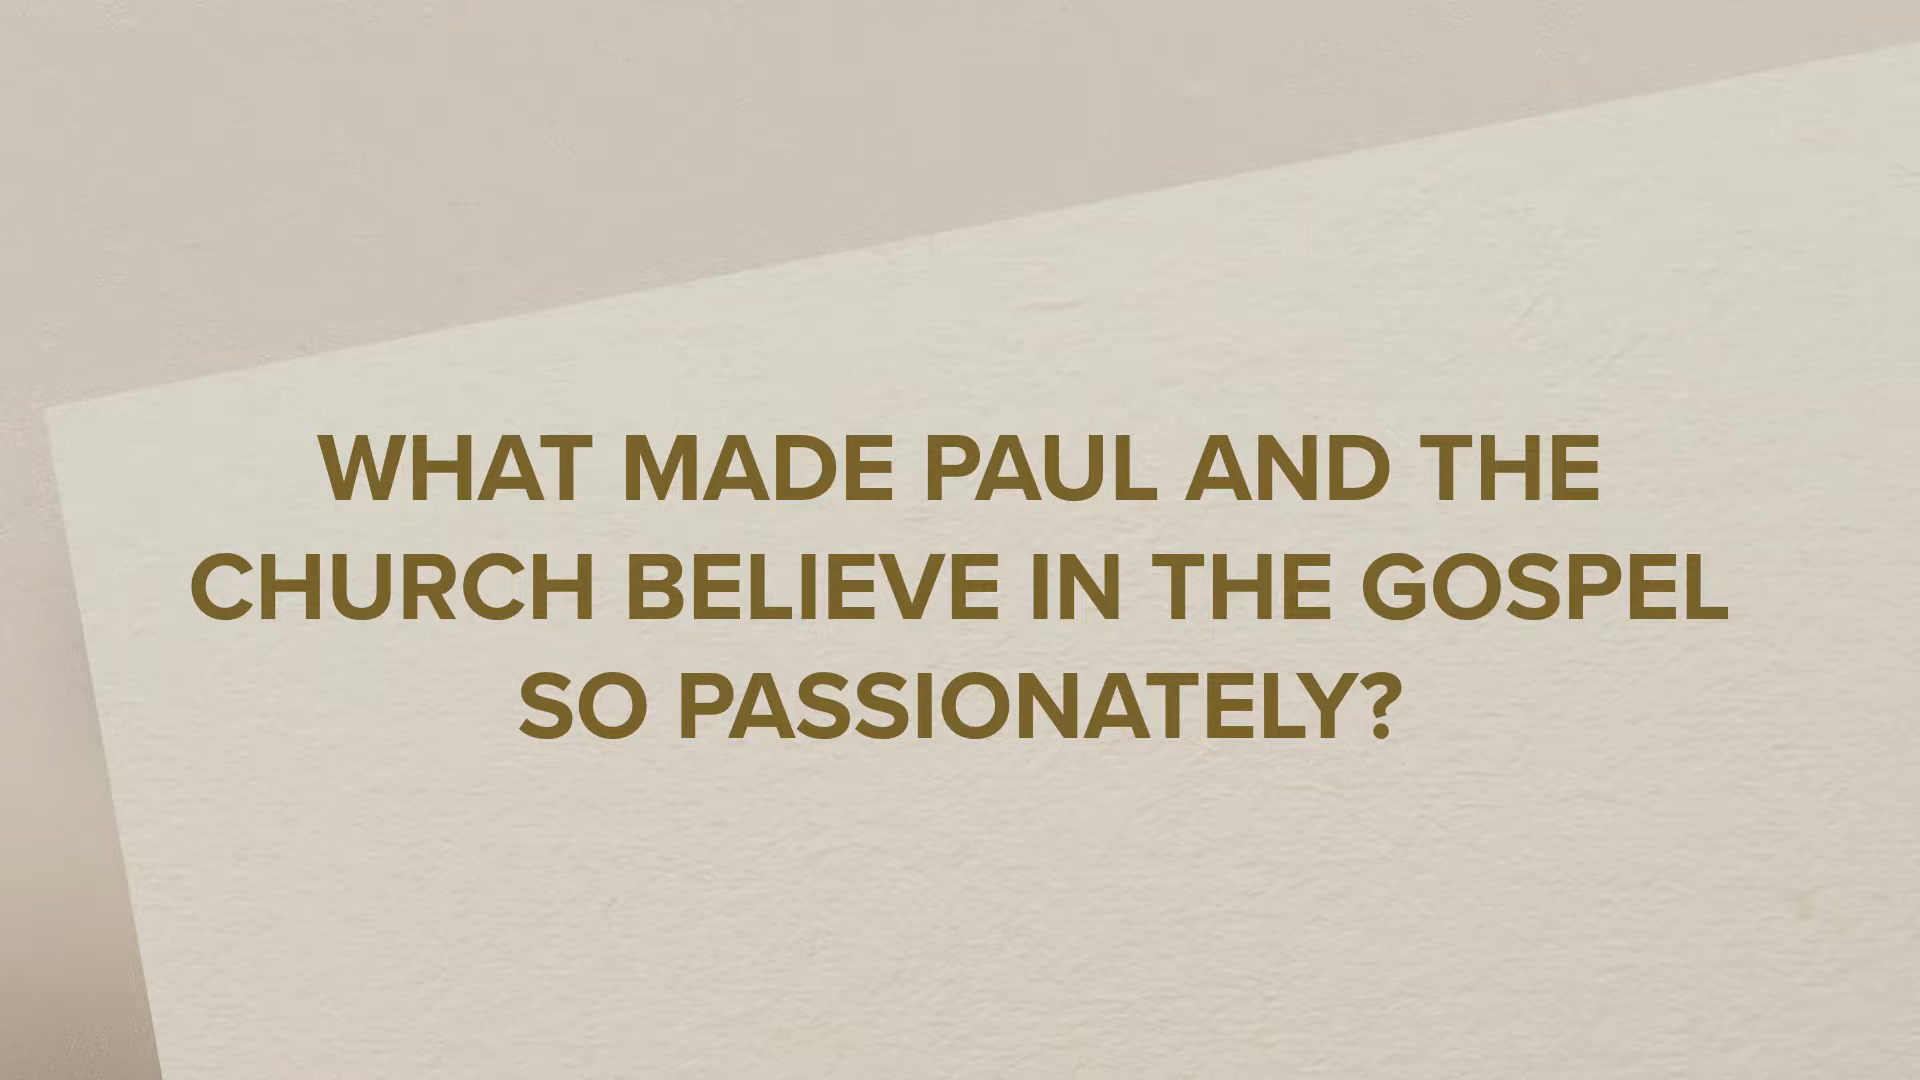 WHAT MADE PAUL AND THE
CHURCH BELIEVE IN THE GOSPEL
SO PASSIONATELY?